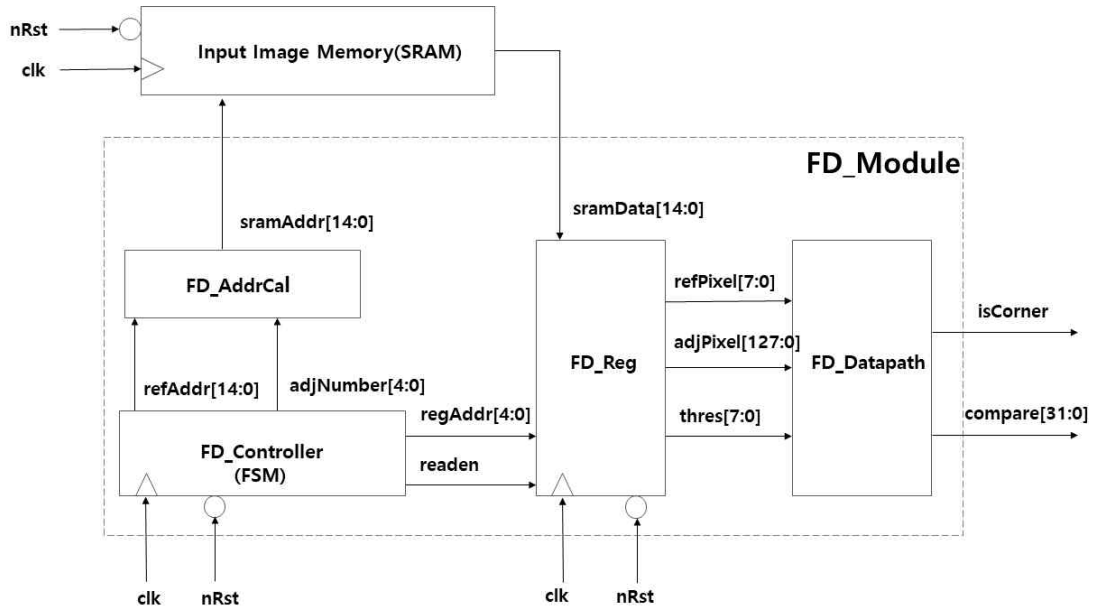 nRst
Input Image Memory(SRAM)
clk
FD_Module
sramAddr[14:0]
sramData[14:0]
FD_AddrCal
refPixel[7:0]
isCorner
adjPixel[127:0]
FD_Reg
FD_Datapath
refAddr[14:0]
adjNumber[4:0]
regAddr[4:0]
thres[7:0]
compare[31:0]
FD_Controller
(FSM)
readen
clk
nRst
clk
nRst